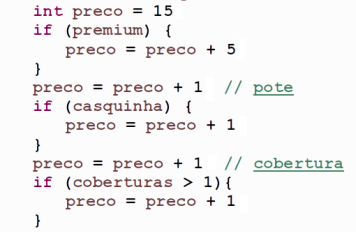 int preco = 15
if (premium) {
preco = preco + 5
}
preco = preco + 1 // pote
if (casquinha) {
preco = preco + 1
}
preco = preco + 1 // cobertura
if (coberturas > 1){
preco = preco + 1
}